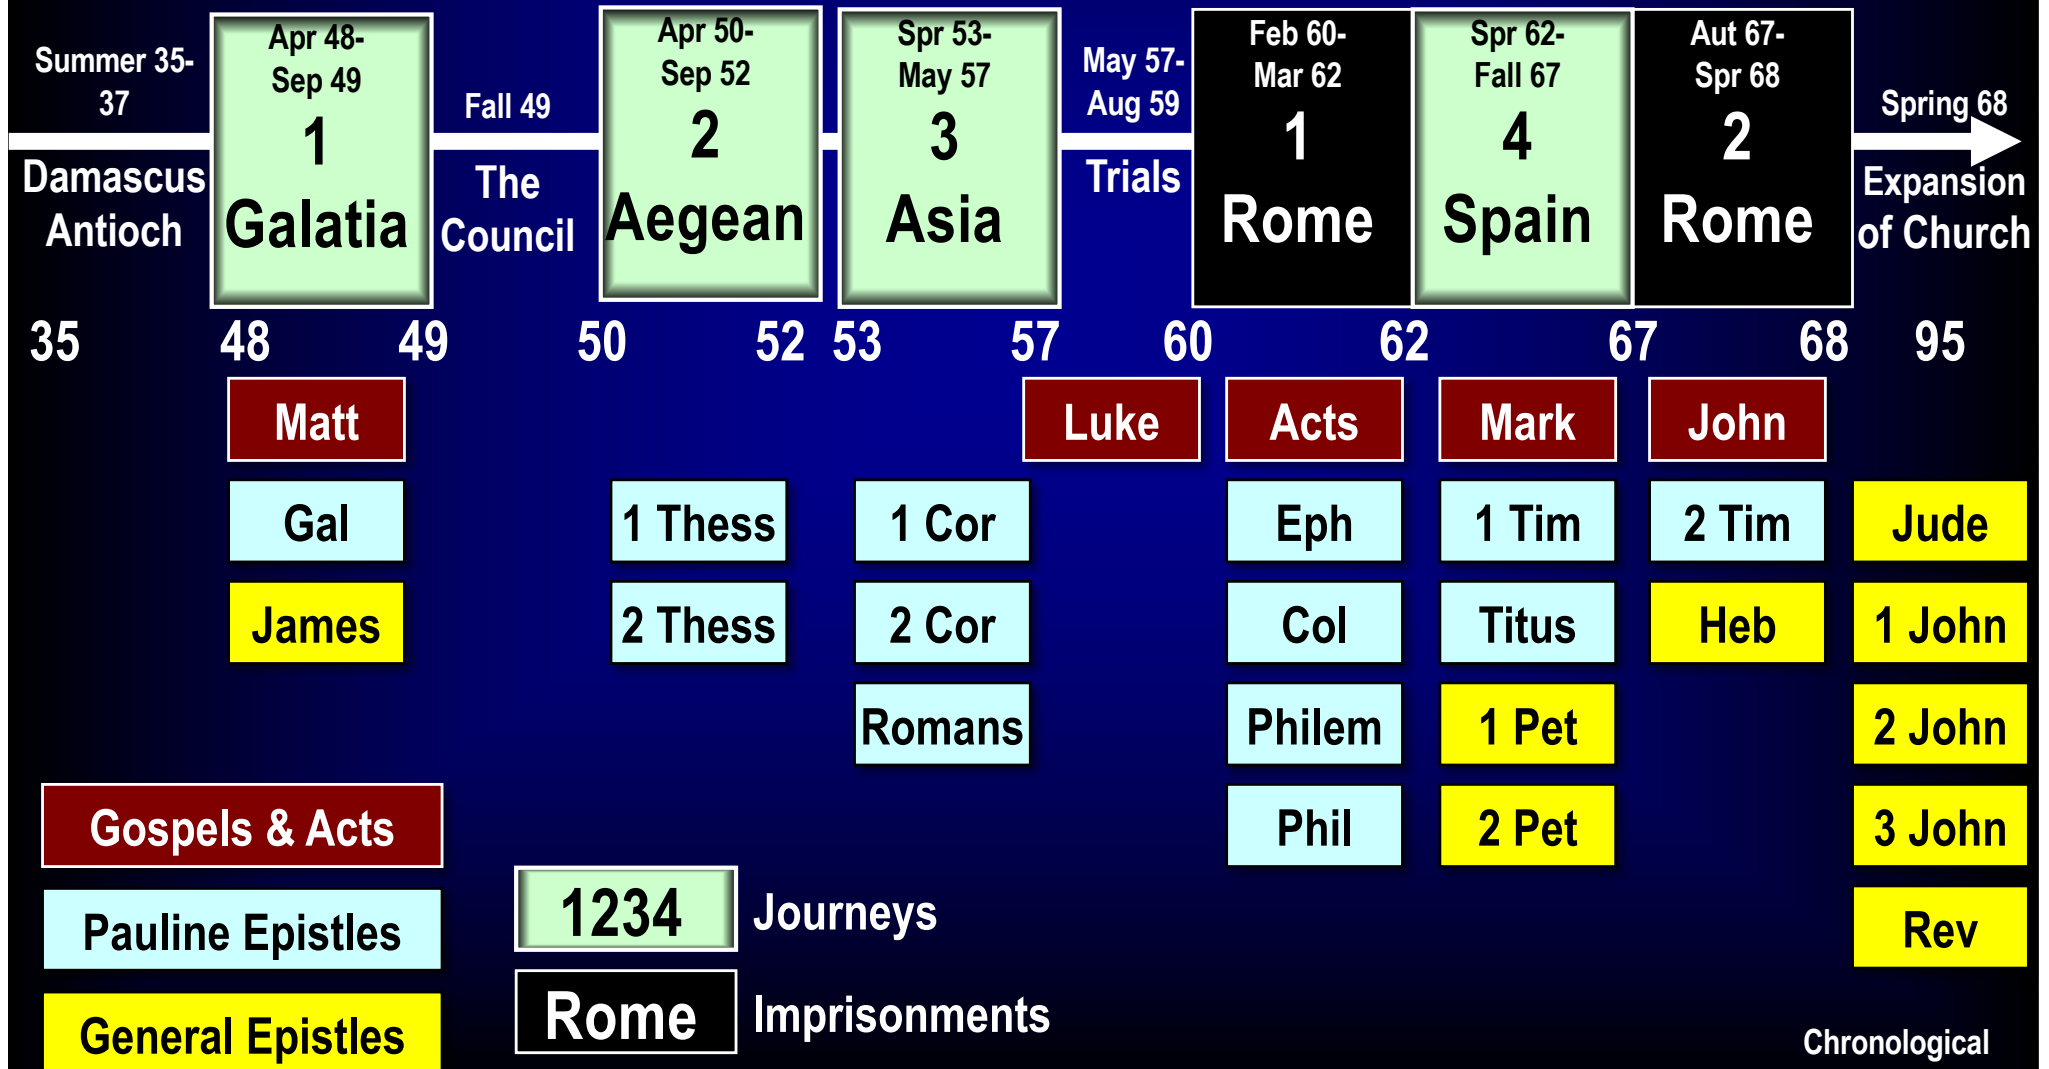 Summer 35-
37
Damascus
Antioch
Apr 48-
Sep 49
1
Galatia
Fall 49
The
Council
Apr 50-
Sep 52
2
Aegean
Spr 53-
May 57
3
Asia
May 57-
Aug 59
Trials
Feb 60-
Mar 62
1
Rome
Spr 62-
Fall 67
4
Spain
Aut 67-
Spr 68
2
Rome
Spring 68
Expansion
of Church
35 48 49 50 52 53 57 60 62 67 68 95
Matt Luke Acts Mark John
Gal 1 Thess 1 Cor Eph 1 Tim 2 Tim Jude
James 2 Thess 2 Cor Col Titus Heb 1 John
Romans Philem 1 Pet 2 John
Phil 2 Pet 3 John
Rev
Gospels & Acts
Pauline Epistles
General Epistles
1234 Journeys
Rome Imprisonments
Chronological